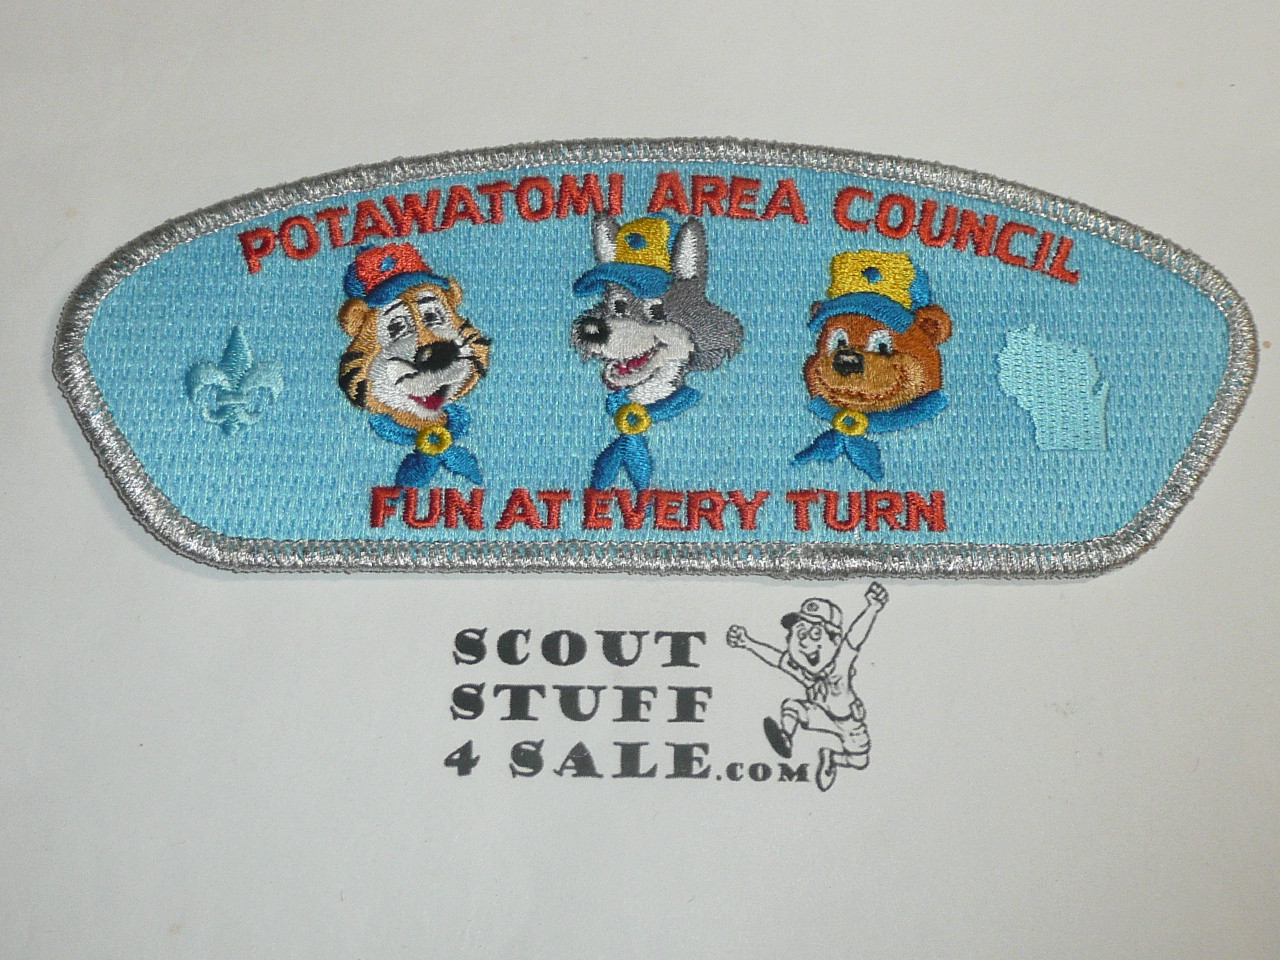 POTAWATOMI AREA COUNCIL
FUN AT EVERY TURN
SCOUT
STUFF
4 SALE.COM